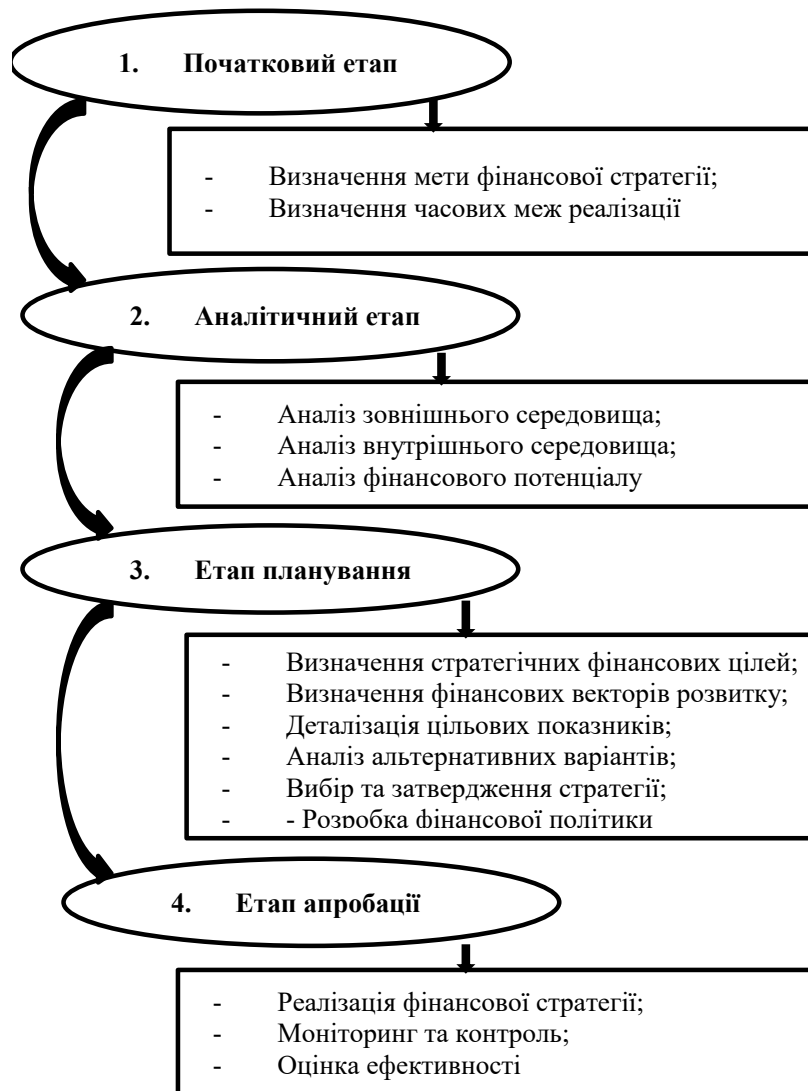 1. Початковий етап
- Визначення мети фінансової стратегії;
- Визначення часових меж реалізації
2. Аналітичний етап
- Аналіз зовнішнього середовища;
- Аналіз внутрішнього середовища;
- Аналіз фінансового потенціалу
3. Етап планування
- Визначення стратегічних фінансових цілей;
- Визначення фінансових векторів розвитку;
- Деталізація цільових показників;
- Аналіз альтернативних варіантів;
- Вибір та затвердження стратегії;
- - Розробка фінансової політики
4. Етап апробації
- Реалізація фінансової стратегії;
- Моніторинг та контроль;
- Оцінка ефективності